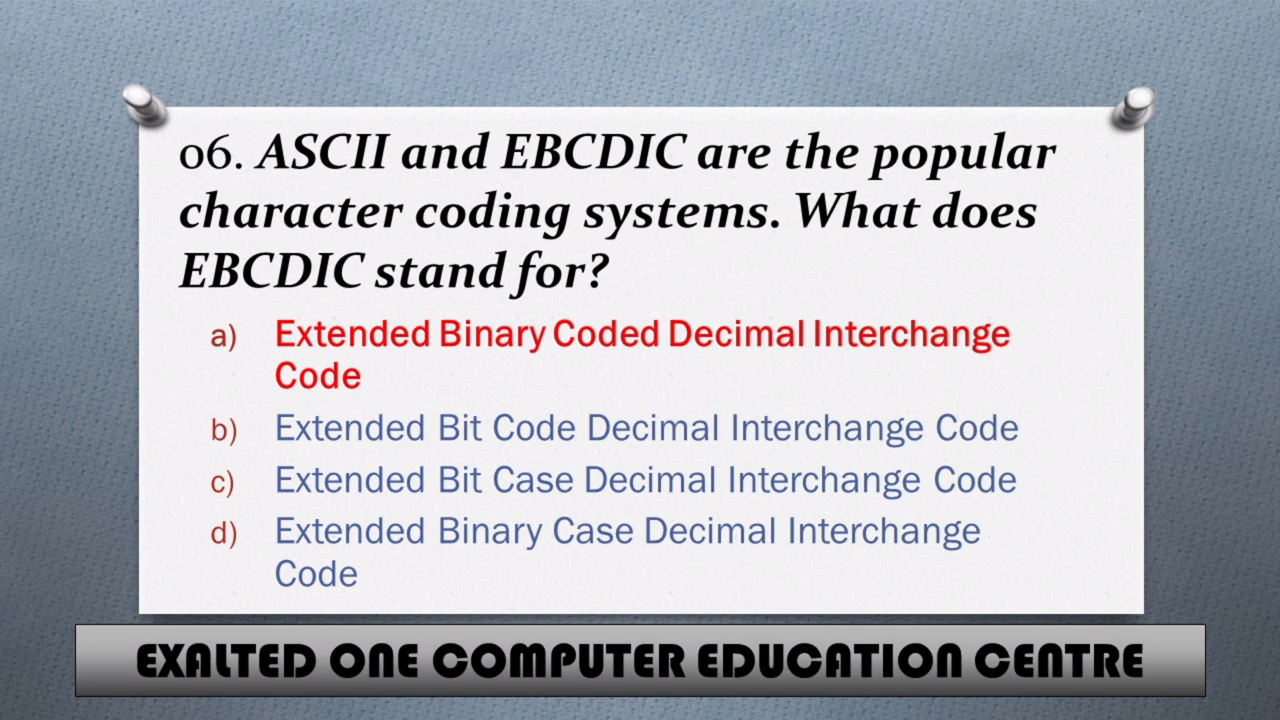 06. ASCII and EBCDIC are the popular
character coding systems. What does
EBCDIC stand for?
a) Extended Binary Coded Decimal Interchange
Code
b) Extended Bit Code Decimal Interchange Code
c) Extended Bit Case Decimal Interchange Code
d) Extended Binary Case Decimal Interchange
Code
EXALTED ONE COMPUTER EDUCATION CENTRE